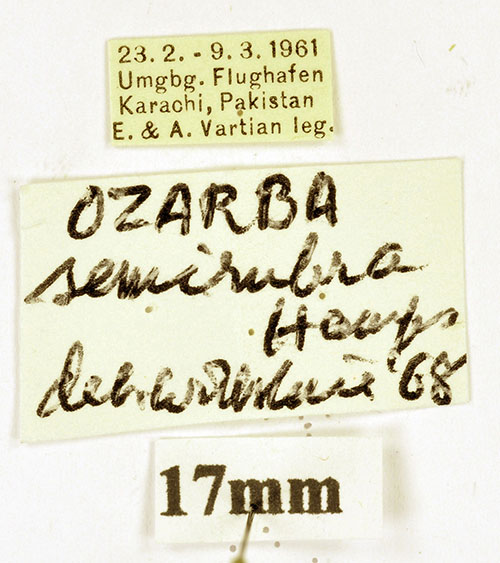 23. 2. - 9. 3. 1961
Umgbg. Flughafen
Karachi, Pakistan
E. & A. Vartian leg.
OZARBA
semirubra
Hamps
'68
17mm